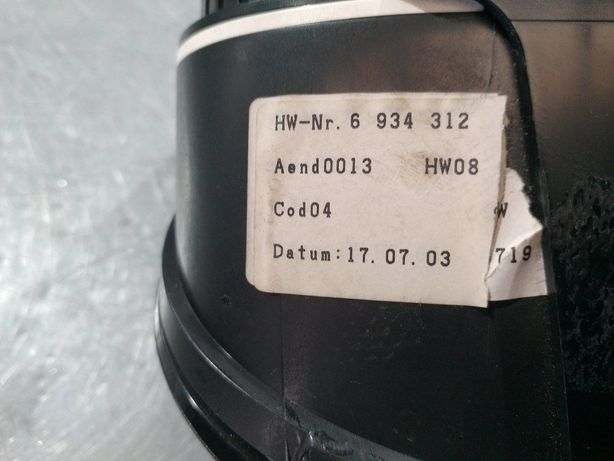 HW-Nr. 6 934 312
Aend0013 HW08
Cod04 W
Datum: 17. 07. 03 719